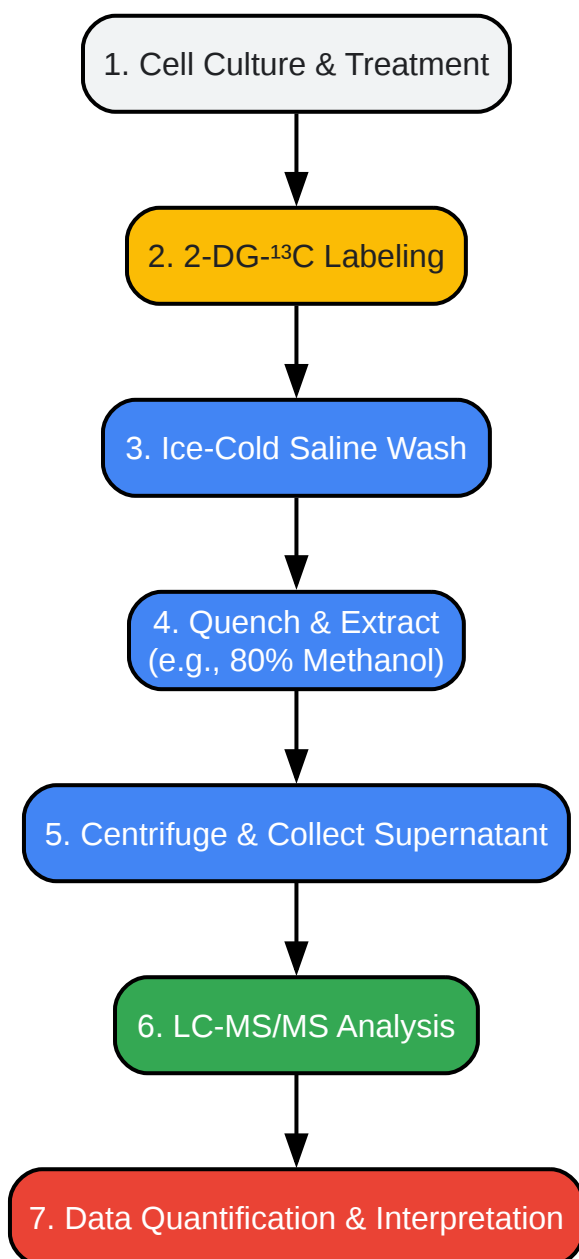 1. Cell Culture & Treatment
2. 2-DG-¹³C Labeling
3. Ice-Cold Saline Wash
4. Quench & Extract
(e.g., 80% Methanol)
5. Centrifuge & Collect Supernatant
6. LC-MS/MS Analysis
7. Data Quantification & Interpretation